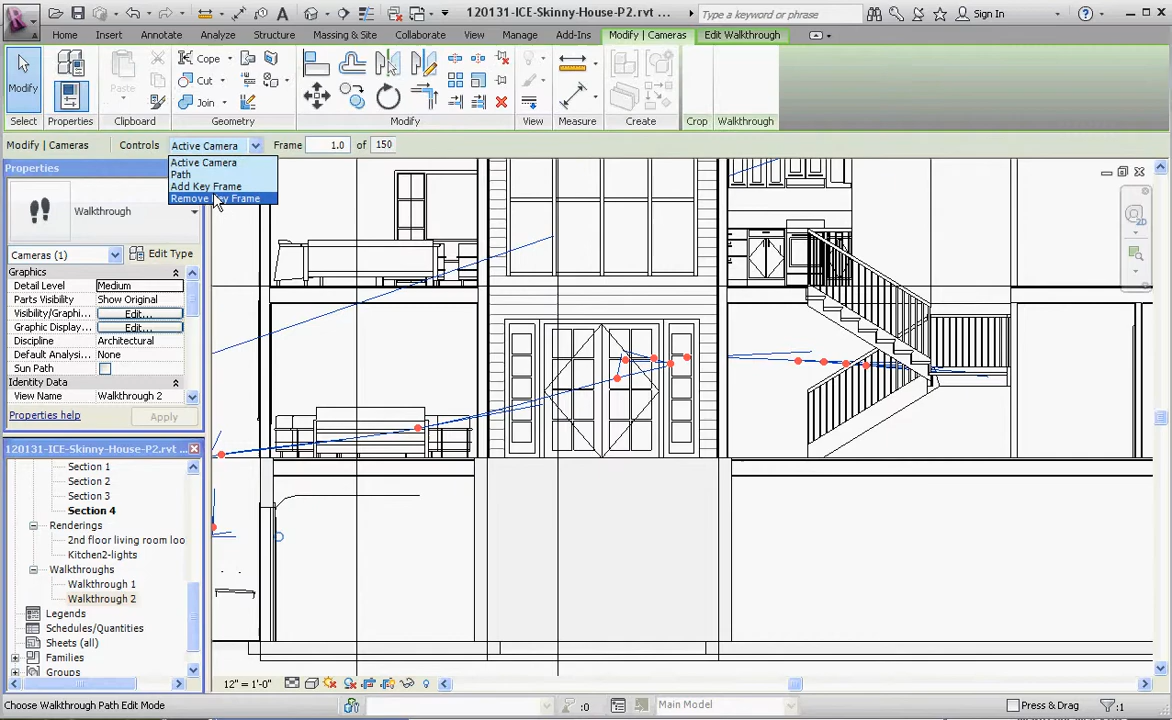 120131-ICE-Skinny-House-P2.rvt ...
Type a keyword or phrase
Sign In
Home
Insert
Annotate
Analyze
Structure
Massing & Site
Collaborate
View
Manage
Add-Ins
Modify | Cameras
Edit Walkthrough
Modify
Properties
Paste
Cope
Cut
Join
Select
Properties
Clipboard
Geometry
Modify
View
Measure
Create
Crop
Walkthrough
Modify | Cameras
Controls
Active Camera
Frame
1.0
of
150
Active Camera
Path
Add Key Frame
Remove Key Frame
Properties
Walkthrough
Cameras (1)
Edit Type
Graphics
Detail Level
Medium
Parts Visibility
Show Original
Visibility/Graphi...
Edit...
Graphic Display...
Edit...
Discipline
Architectural
Default Analysi...
None
Sun Path
Identity Data
View Name
Walkthrough 2
Properties help
Apply
120131-ICE-Skinny-House-P2.rvt ...
Section 1
Section 2
Section 3
Section 4
Renderings
2nd floor living room loo
Kitchen2-lights
Walkthroughs
Walkthrough 1
Walkthrough 2
Legends
Schedules/Quantities
Sheets (all)
Families
Groups
12" = 1'-0"
Choose Walkthrough Path Edit Mode
:0
Main Model
Press & Drag
:1